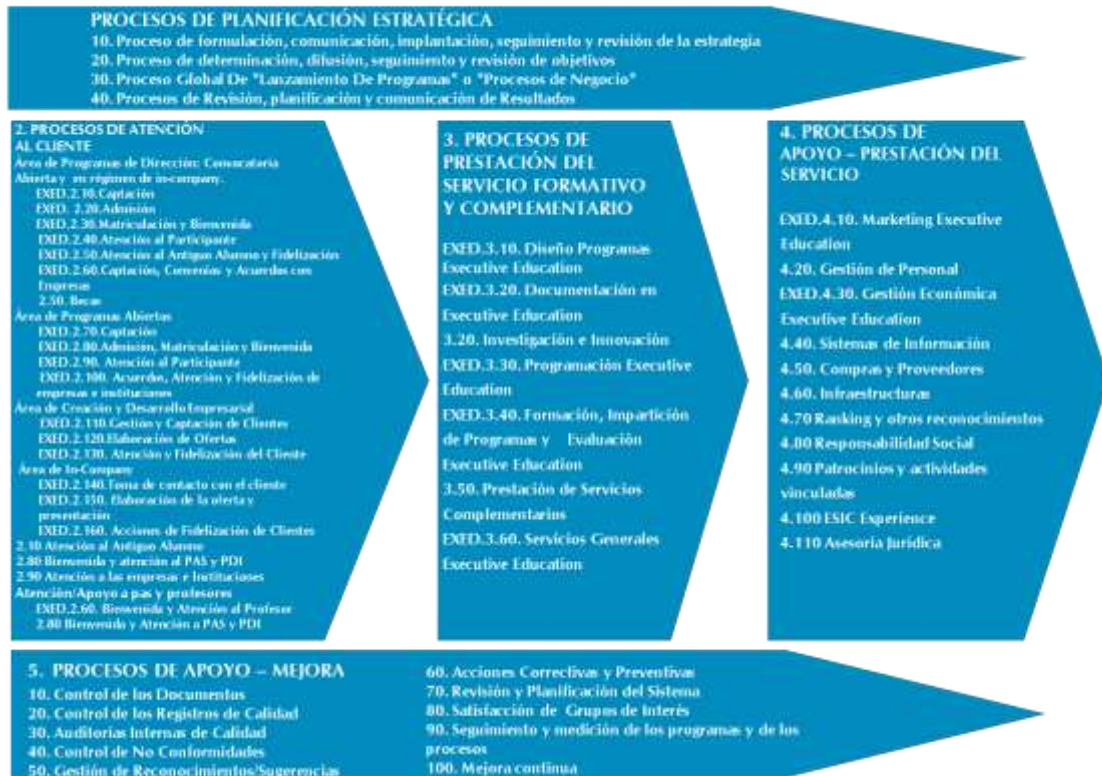 PROCESOS DE PLANIFICACIÓN ESTRATÉGICA
10. Proceso de formulación, comunicación, implantación, seguimiento y revisión de la estrategia
20. Proceso de determinación, difusión, seguimiento y revisión de objetivos
30. Proceso Global De "Lanzamiento De Programas" o "Procesos de Negocio"
40. Procesos de Revisión, planificación y comunicación de Resultados
2. PROCESOS DE ATENCIÓN
AL CLIENTE
Área de Programas de Dirección: Convocatoria
Abierta y en régimen de in-company.
EXED.2.10.Captación
EXED. 2.20.Admisión
EXED.2.30.Matriculación y Bienvenida
EXED.2.40.Atención al Participante
EXED.2.50.Atención al Antiguo Alumno y Fidelización
EXED.2.60.Captación, Convenios y Acuerdos con
Empresas
2.50. Becas
Área de Programas Abiertos
EXED.2.70.Captación
EXED.2.80.Admisión, Matriculación y Bienvenida
EXED.2.90. Atención al Participante
EXED.2.100. Acuerdos, Atención y Fidelización de
empresas e instituciones
Área de Creación y Desarrollo Empresarial
EXED.2.110.Gestión y Captación de Clientes
EXED.2.120.Elaboración de Ofertas
EXED.2.130. Atención y Fidelización del Cliente
Área de In-Company
EXED.2.140.Toma de contacto con el cliente
EXED.2.150. Elaboración de la oferta y
presentación
EXED.2.160. Acciones de Fidelización de Clientes
2.10 Atención al Antiguo Alumno
2.80 Bienvenida y atención al PAS y PDI
2.90 Atención a las empresas e Instituciones
Atención/Apoyo a pas y profesores
EXED.2.60. Bienvenida y Atención al Profesor
2.80 Bienvenida y Atención a PAS y PDI
3. PROCESOS DE
PRESTACIÓN DEL
SERVICIO FORMATIVO
Y COMPLEMENTARIO
EXED.3.10. Diseño Programas
Executive Education
EXED.3.20. Documentación en
Executive Education
3.20. Investigación e Innovación
EXED.3.30. Programación Executive
Education
EXED.3.40. Formación, Impartición
de Programas y Evaluación
Executive Education
3.50. Prestación de Servicios
Complementarios
EXED.3.60. Servicios Generales
Executive Education
4. PROCESOS DE
APOYO – PRESTACIÓN DEL
SERVICIO
EXED.4.10. Marketing Executive
Education
4.20. Gestión de Personal
EXED.4.30. Gestión Económica
Executive Education
4.40. Sistemas de Información
4.50. Compras y Proveedores
4.60. Infraestructuras
4.70 Ranking y otros reconocimientos
4.80 Responsabilidad Social
4.90 Patrocinios y actividades
vinculadas
4.100 ESIC Experience
4.110 Asesoría Jurídica
5. PROCESOS DE APOYO – MEJORA
10. Control de los Documentos
20. Control de los Registros de Calidad
30. Auditorías Internas de Calidad
40. Control de No Conformidades
50. Gestión de Reconocimientos/Sugerencias
60. Acciones Correctivas y Preventivas
70. Revisión y Planificación del Sistema
80. Satisfacción de Grupos de Interés
90. Seguimiento y medición de los programas y de los
procesos
100. Mejora continua